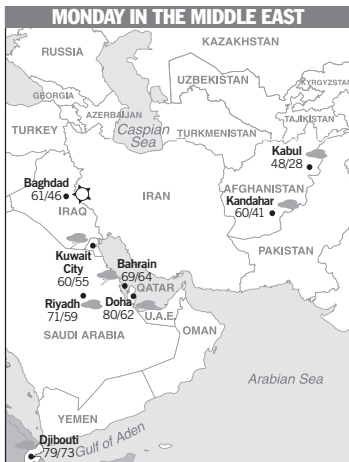 MONDAY IN THE MIDDLE EAST
RUSSIA
KAZAKHSTAN
UZBEKISTAN
KYRGYZSTAN
GEORGIA
AZERBAIJAN
TAJIKISTAN
TURKEY
Caspian
Sea
TURKMENISTAN
Kabul
48/28
Baghdad
61/46
IRAQ
IRAN
AFGHANISTAN
Kandahar
60/41
PAKISTAN
Kuwait
City
60/55
Bahrain
69/64
QATAR
Riyadh
71/59
Doha
80/62
U.A.E.
SAUDI ARABIA
OMAN
Arabian Sea
YEMEN
Djibouti
79/73
Gulf of Aden